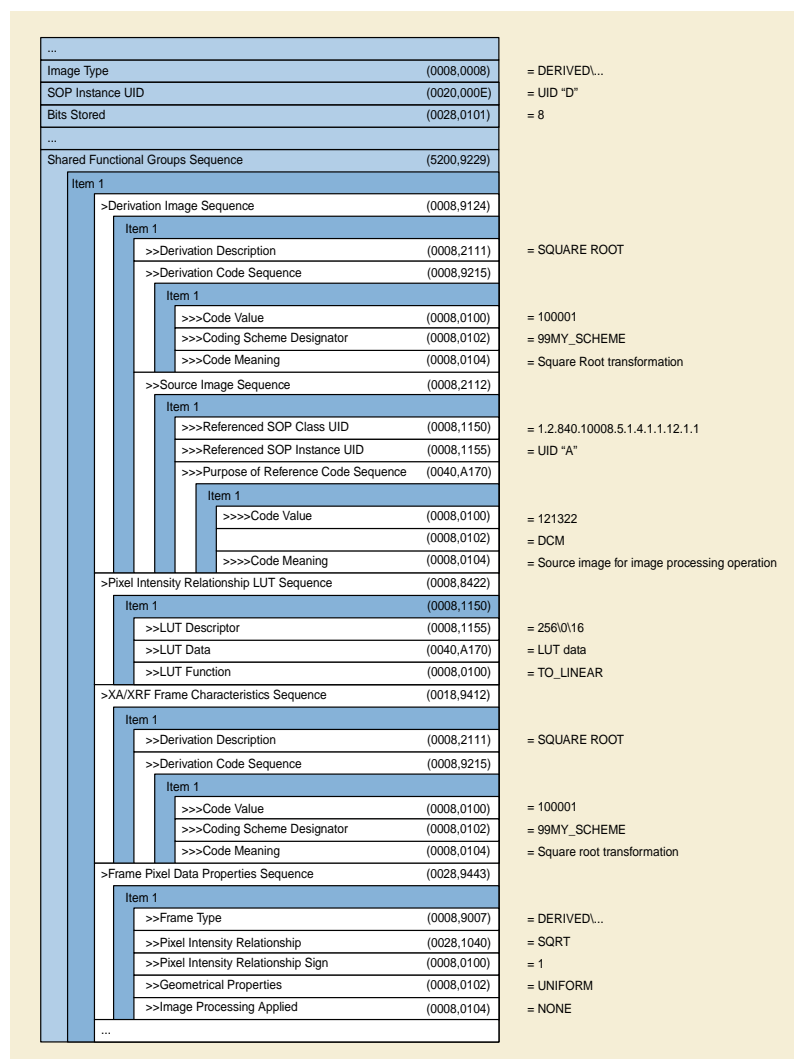 ...
Image Type (0008,0008) = DERIVED\...
SOP Instance UID (0020,000E) = UID “D”
Bits Stored (0028,0101) = 8
...
Shared Functional Groups Sequence (5200,9229)
Item 1
>Derivation Image Sequence (0008,9124)
Item 1
>>Derivation Description (0008,2111) = SQUARE ROOT
>>Derivation Code Sequence (0008,9215)
Item 1
>>>Code Value (0008,0100) = 100001
>>>Coding Scheme Designator (0008,0102) = 99MY_SCHEME
>>>Code Meaning (0008,0104) = Square Root transformation
>>Source Image Sequence (0008,2112)
Item 1
>>>Referenced SOP Class UID (0008,1150) = 1.2.840.10008.5.1.4.1.1.12.1.1
>>>Referenced SOP Instance UID (0008,1155) = UID “A”
>>>Purpose of Reference Code Sequence (0040,A170)
Item 1
>>>>Code Value (0008,0100) = 121322
(0008,0102) = DCM
>>>>Code Meaning (0008,0104) = Source image for image processing operation
>Pixel Intensity Relationship LUT Sequence (0008,8422)
Item 1 (0008,1150)
>>LUT Descriptor (0008,1155) = 256\0\16
>>LUT Data (0040,A170) = LUT data
>>LUT Function (0008,0100) = TO_LINEAR
>XA/XRF Frame Characteristics Sequence (0018,9412)
Item 1
>>Derivation Description (0008,2111) = SQUARE ROOT
>>Derivation Code Sequence (0008,9215)
Item 1
>>>Code Value (0008,0100) = 100001
>>>Coding Scheme Designator (0008,0102) = 99MY_SCHEME
>>>Code Meaning (0008,0104) = Square root transformation
>Frame Pixel Data Properties Sequence (0028,9443)
Item 1
>>Frame Type (0008,9007) = DERIVED\...
>>Pixel Intensity Relationship (0028,1040) = SQRT
>>Pixel Intensity Relationship Sign (0008,0100) = 1
>>Geometrical Properties (0008,0102) = UNIFORM
>>Image Processing Applied (0008,0104) = NONE
...